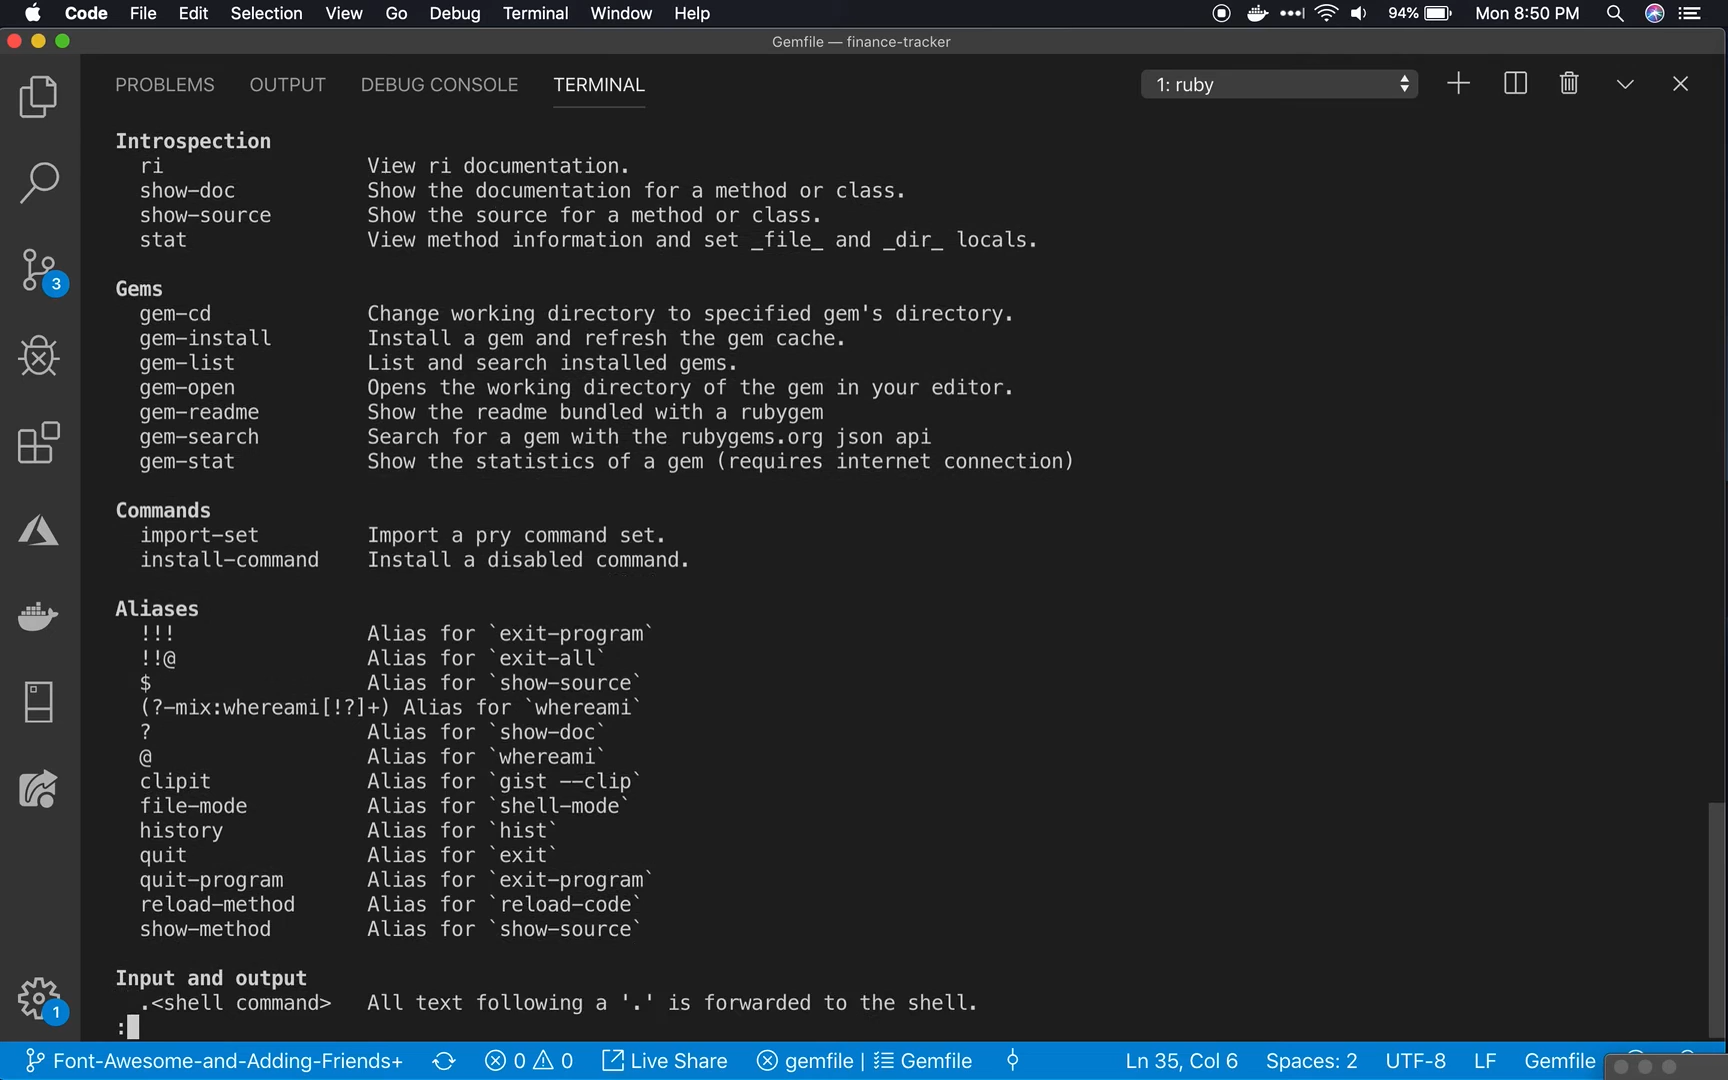 Code File Edit Selection View Go Debug Terminal Window Help 94% Mon 8:50 PM
Gemfile — finance-tracker
PROBLEMS OUTPUT DEBUG CONSOLE TERMINAL 1: ruby
Introspection
ri View ri documentation.
show-doc Show the documentation for a method or class.
show-source Show the source for a method or class.
stat View method information and set _file_ and _dir_ locals.
3
Gems
gem-cd Change working directory to specified gem's directory.
gem-install Install a gem and refresh the gem cache.
gem-list List and search installed gems.
gem-open Opens the working directory of the gem in your editor.
gem-readme Show the readme bundled with a rubygem
gem-search Search for a gem with the rubygems.org json api
gem-stat Show the statistics of a gem (requires internet connection)
Commands
import-set Import a pry command set.
install-command Install a disabled command.
Aliases
!!! Alias for `exit-program`
!!@ Alias for `exit-all`
$ Alias for `show-source`
(?-mix:whereami[!?]+) Alias for `whereami`
? Alias for `show-doc`
@ Alias for `whereami`
clipit Alias for `gist --clip`
file-mode Alias for `shell-mode`
history Alias for `hist`
quit Alias for `exit`
quit-program Alias for `exit-program`
reload-method Alias for `reload-code`
show-method Alias for `show-source`
Input and output
.<shell command> All text following a '.' is forwarded to the shell.
1
:
Font-Awesome-and-Adding-Friends+ 0 0 Live Share gemfile | Gemfile Ln 35, Col 6 Spaces: 2 UTF-8 LF Gemfile